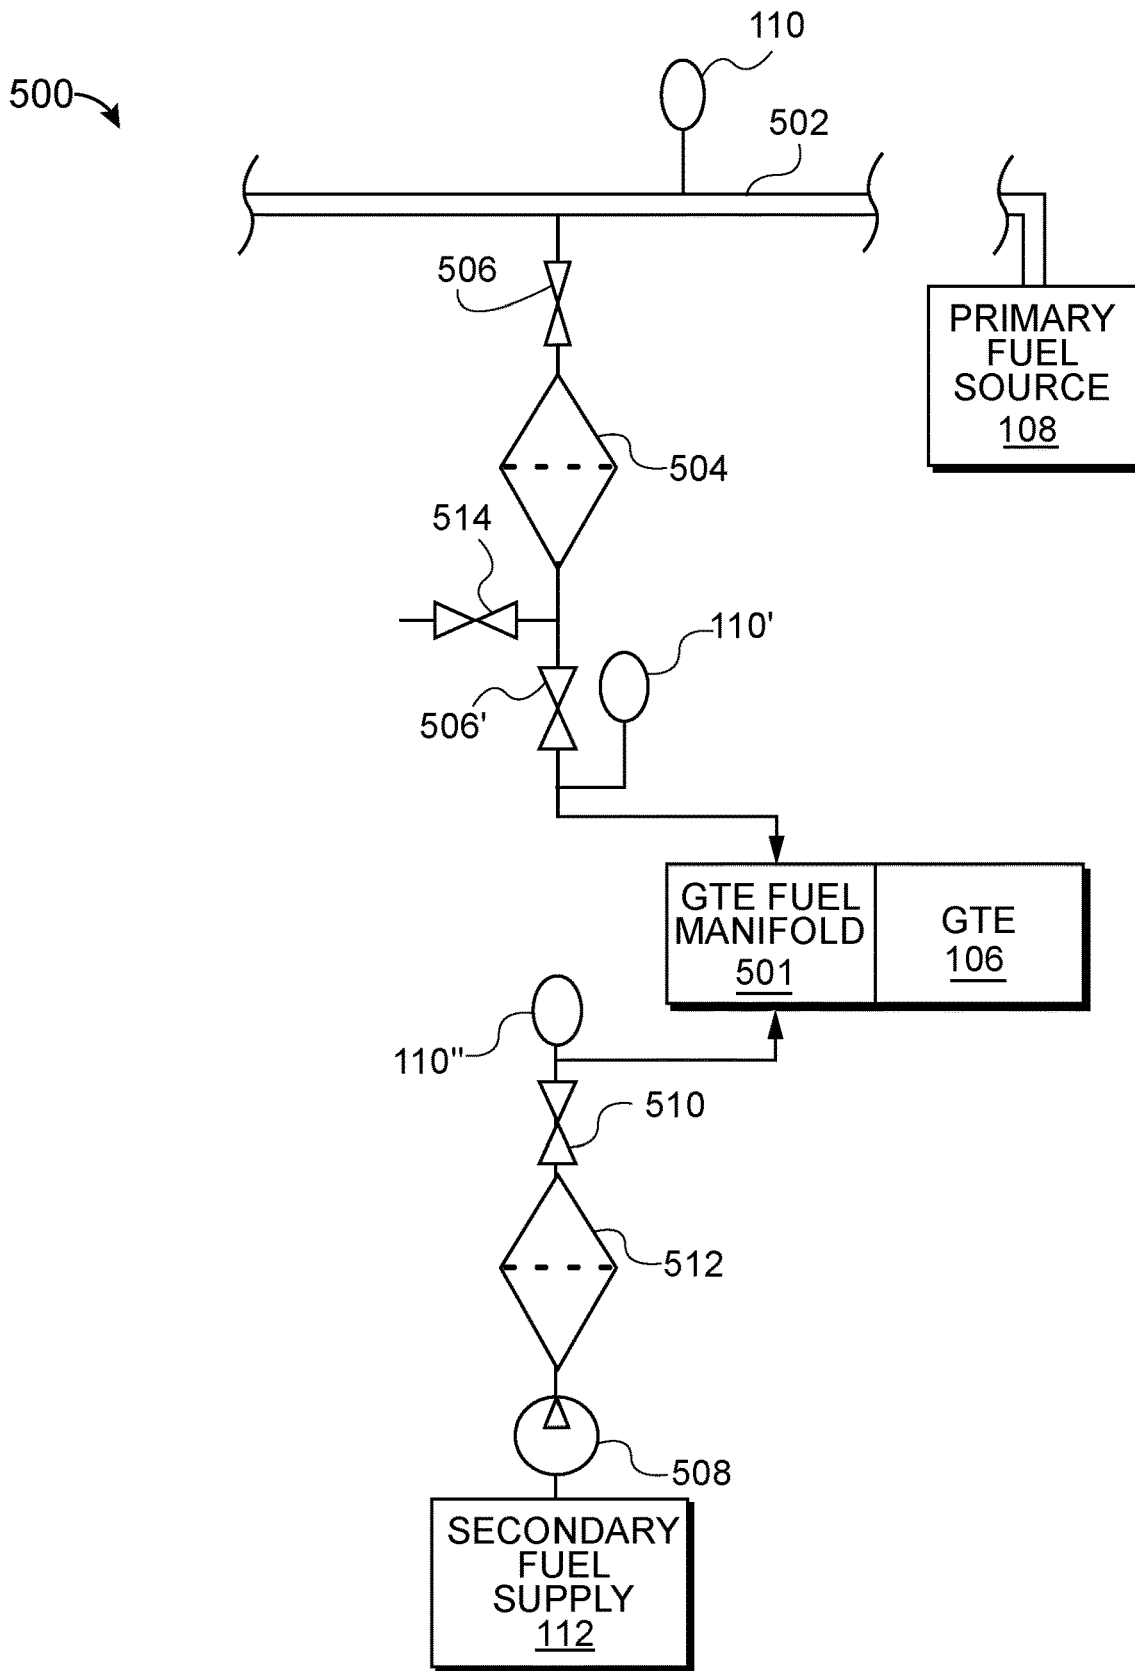 110
500
502
506
PRIMARY
FUEL
SOURCE
108
504
514
110'
506'
GTE FUEL
MANIFOLD
501
GTE
106
110"
510
512
508
SECONDARY
FUEL
SUPPLY
112